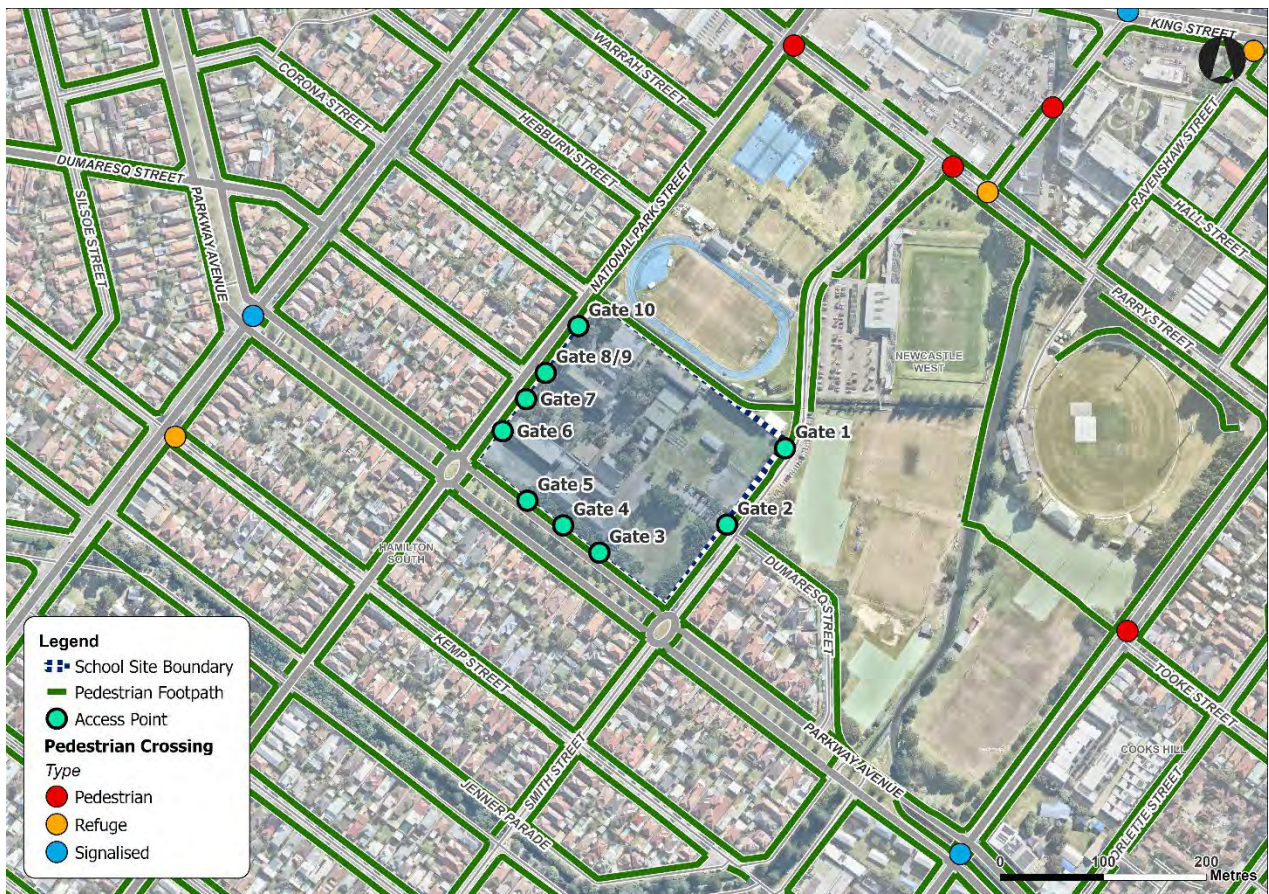 KING STREET
WARRAH STREET
CORONA STREET
HEBBURN STREET
RAVENSHAW STREET
DUMARESQ STREET
SILSOE STREET
PARKWAY AVENUE
NATIONAL PARK STREET
HALL STREET
PARRY STREET
Gate 10
Gate 8/9
NEWCASTLE
WEST
Gate 7
Gate 6
Gate 1
Gate 5
Gate 4
Gate 2
Gate 3
HAMILTON
SOUTH
DUMARESQ STREET
KEMP STREET
TOOKE STREET
PARKWAY AVENUE
COOKS HILL
SMITH STREET
JENNER PARADE
ORLETTE STREET
Legend
School Site Boundary
Pedestrian Footpath
Access Point
Pedestrian Crossing
Type
Pedestrian
Refuge
Signalised
0 100 200
Metres